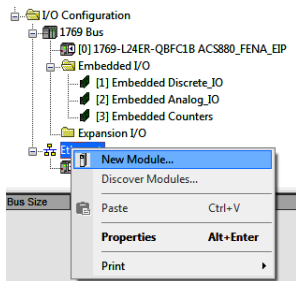 I/O Configuration
1769 Bus
[0] 1769-L24ER-QBFC1B ACS880_FENA_EIP
Embedded I/O
[1] Embedded Discrete_IO
[2] Embedded Analog_IO
[3] Embedded Counters
Expansion I/O
New Module...
Discover Modules...
Bus Size
Paste Ctrl+V
Properties Alt+Enter
Print